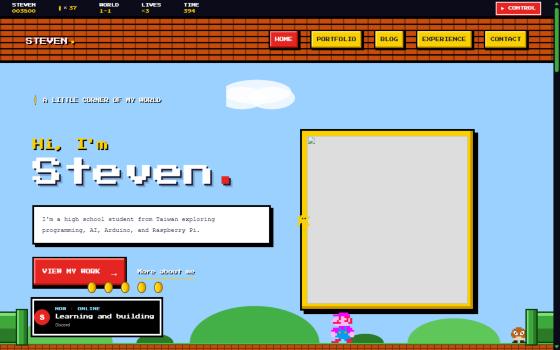 STEVEN
003800
× 37
WORLD
1-1
LIVES
×3
TIME
394
▶ CONTROL
STEVEN.
HOME
PORTFOLIO
BLOG
EXPERIENCE
CONTACT
A LITTLE CORNER OF MY WORLD
Hi, I'm
Steven.
I'm a high school student from Taiwan exploring
programming, AI, Arduino, and Raspberry Pi.
VIEW MY WORK →
More about me
NOW · ONLINE
S
Learning and building
Discord